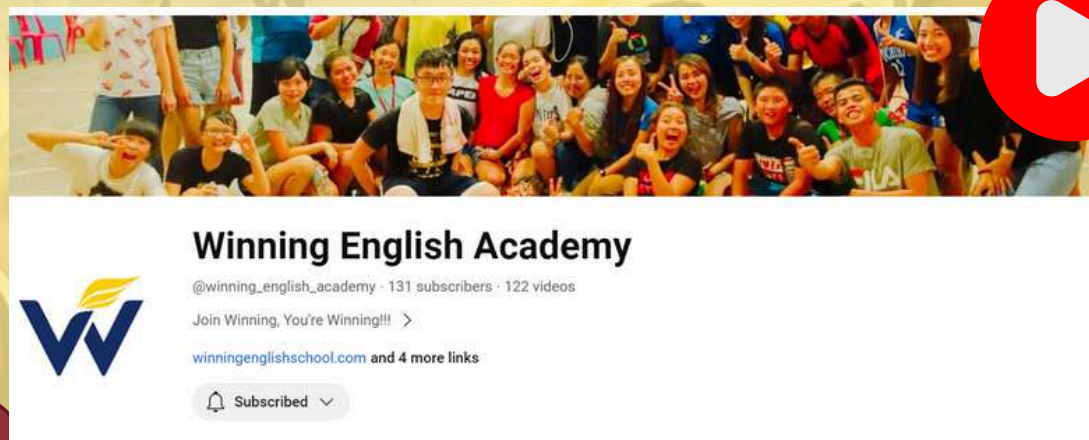 Winning English Academy
@winning_english_academy · 131 subscribers · 122 videos
Join Winning, You're Winning!!! >
winningenglishschool.com and 4 more links
Subscribed